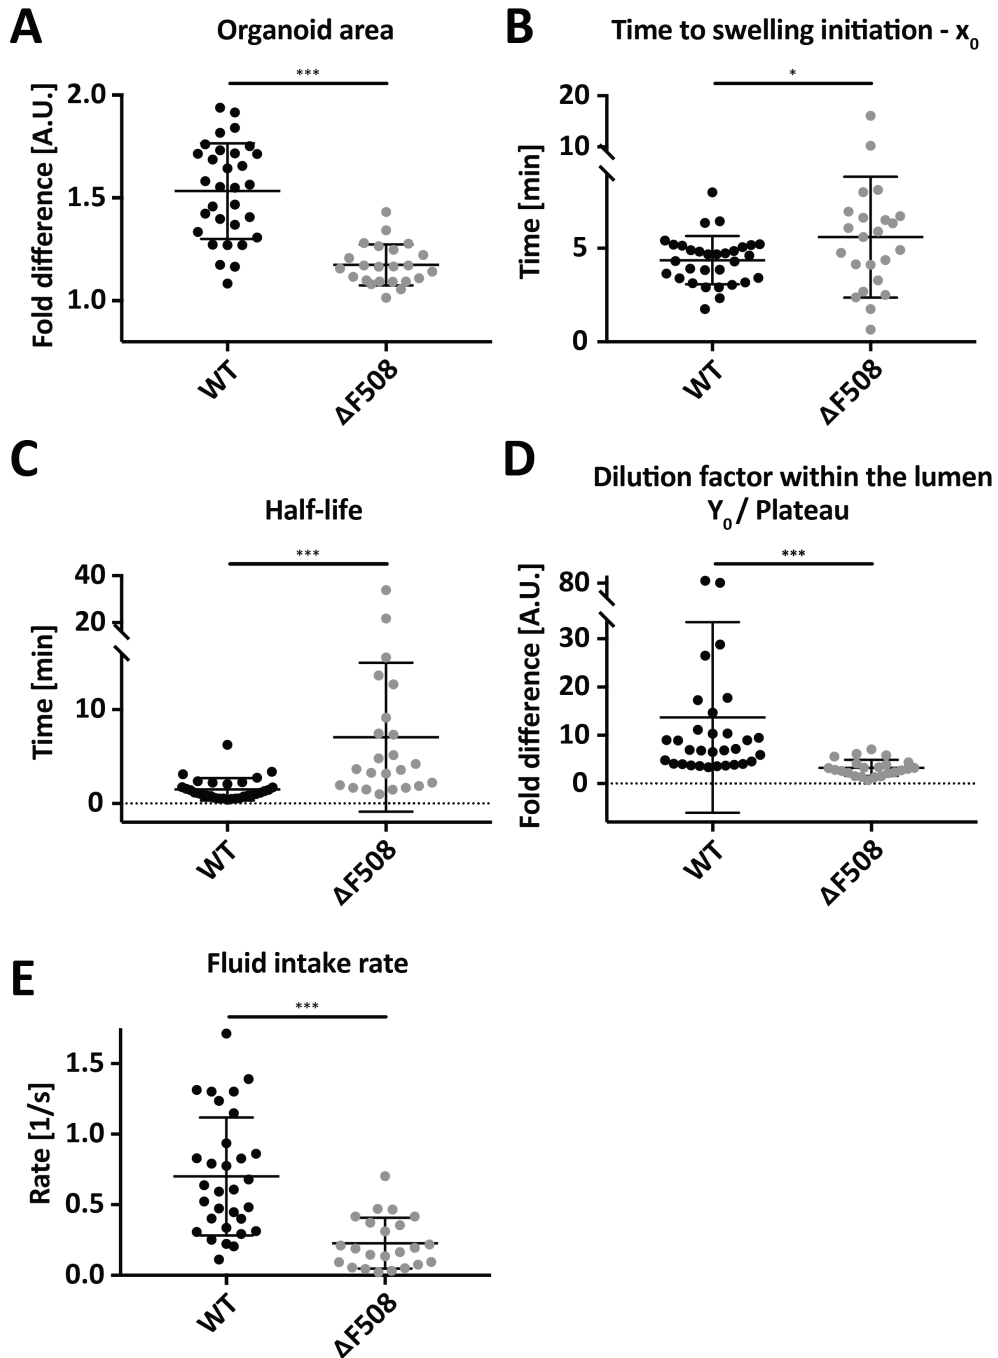 A
Organoid area
***
Fold difference [A.U.]
2.0
1.5
1.0
WT
ΔF508
B
Time to swelling initiation - x0
*
Time [min]
20
10
5
0
WT
ΔF508
C
Half-life
***
Time [min]
40
20
10
0
WT
ΔF508
D
Dilution factor within the lumen
Y0 / Plateau
***
Fold difference [A.U.]
80
30
20
10
0
WT
ΔF508
E
Fluid intake rate
***
Rate [1/s]
1.5
1.0
0.5
0.0
WT
ΔF508